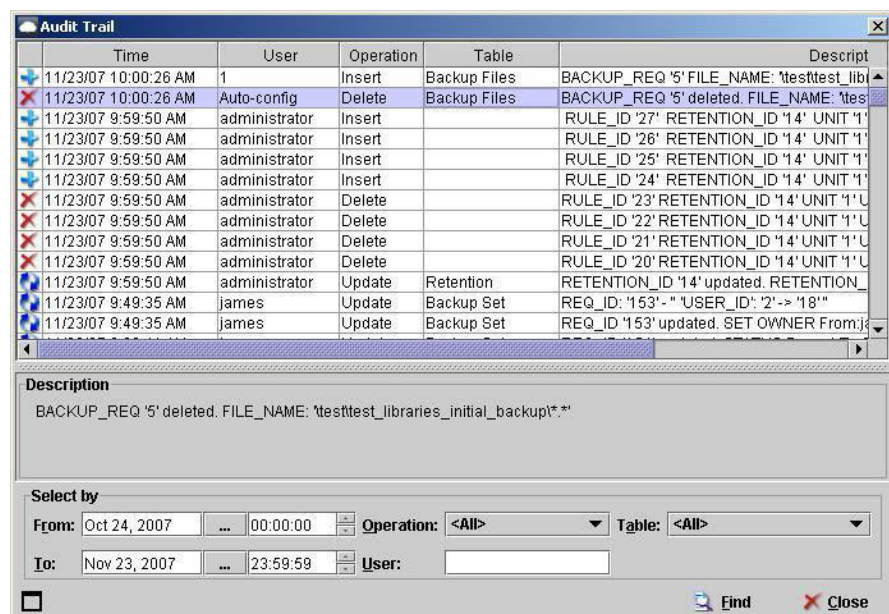 Audit Trail
Time User Operation Table Descript
11/23/07 10:00:26 AM 1 Insert Backup Files BACKUP_REQ '5' FILE_NAME: '\test\test_libr
11/23/07 10:00:26 AM Auto-config Delete Backup Files BACKUP_REQ '5' deleted. FILE_NAME: '\tes
11/23/07 9:59:50 AM administrator Insert RULE_ID '27' RETENTION_ID '14' UNIT '1'
11/23/07 9:59:50 AM administrator Insert RULE_ID '26' RETENTION_ID '14' UNIT '1'
11/23/07 9:59:50 AM administrator Insert RULE_ID '25' RETENTION_ID '14' UNIT '1'
11/23/07 9:59:50 AM administrator Insert RULE_ID '24' RETENTION_ID '14' UNIT '1'
11/23/07 9:59:50 AM administrator Delete RULE_ID '23' RETENTION_ID '14' UNIT '1' U
11/23/07 9:59:50 AM administrator Delete RULE_ID '22' RETENTION_ID '14' UNIT '1' U
11/23/07 9:59:50 AM administrator Delete RULE_ID '21' RETENTION_ID '14' UNIT '1' U
11/23/07 9:59:50 AM administrator Delete RULE_ID '20' RETENTION_ID '14' UNIT '1' U
11/23/07 9:59:50 AM administrator Update Retention RETENTION_ID '14' updated. RETENTION_
11/23/07 9:49:35 AM james Update Backup Set REQ_ID: '153' - " 'USER_ID': '2' -> '18' "
11/23/07 9:49:35 AM james Update Backup Set REQ_ID '153' updated. SET OWNER From:ja
Description
BACKUP_REQ '5' deleted. FILE_NAME: '\test\test_libraries_initial_backup\*.*'
Select by
From: Oct 24, 2007 ... 00:00:00 Operation: <All> Table: <All>
To: Nov 23, 2007 ... 23:59:59 User:
Find Close